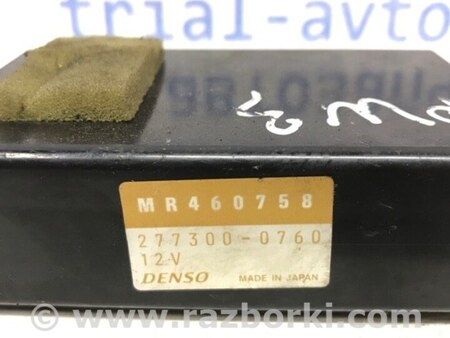 trial-avto
MR460758
277300-0760
12V
DENSO MADE IN JAPAN
© www.razborki.com